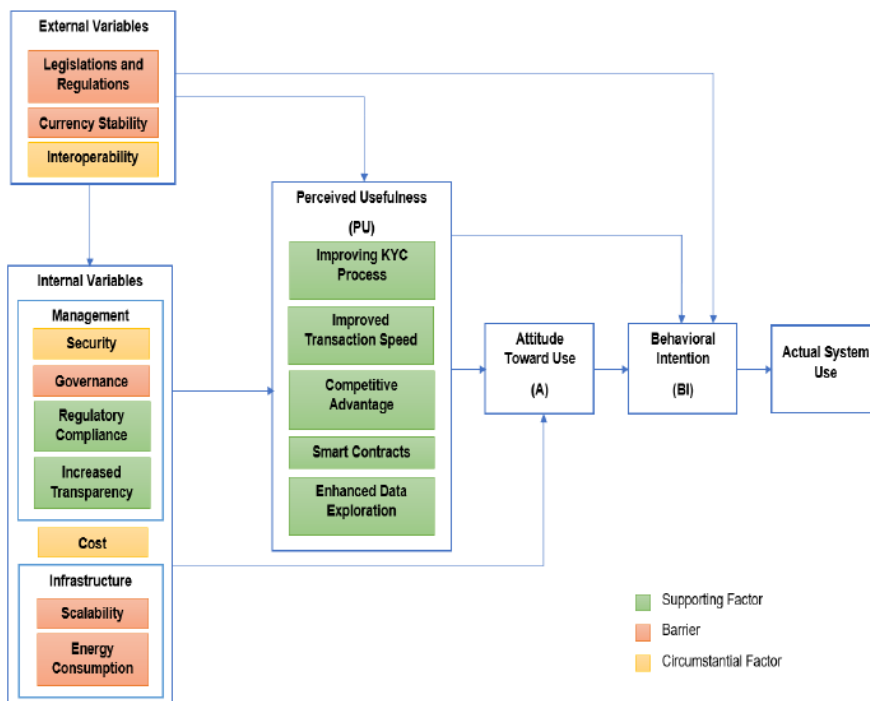 External Variables
Legislations and
Regulations
Currency Stability
Interoperability
Internal Variables
Management
Security
Governance
Regulatory
Compliance
Increased
Transparency
Cost
Infrastructure
Scalability
Energy
Consumption
Perceived Usefulness
(PU)
Improving KYC
Process
Improved
Transaction Speed
Competitive
Advantage
Smart Contracts
Enhanced Data
Exploration
Attitude
Toward Use
(A)
Behavioral
Intention
(BI)
Actual System
Use
Supporting Factor
Barrier
Circumstantial Factor